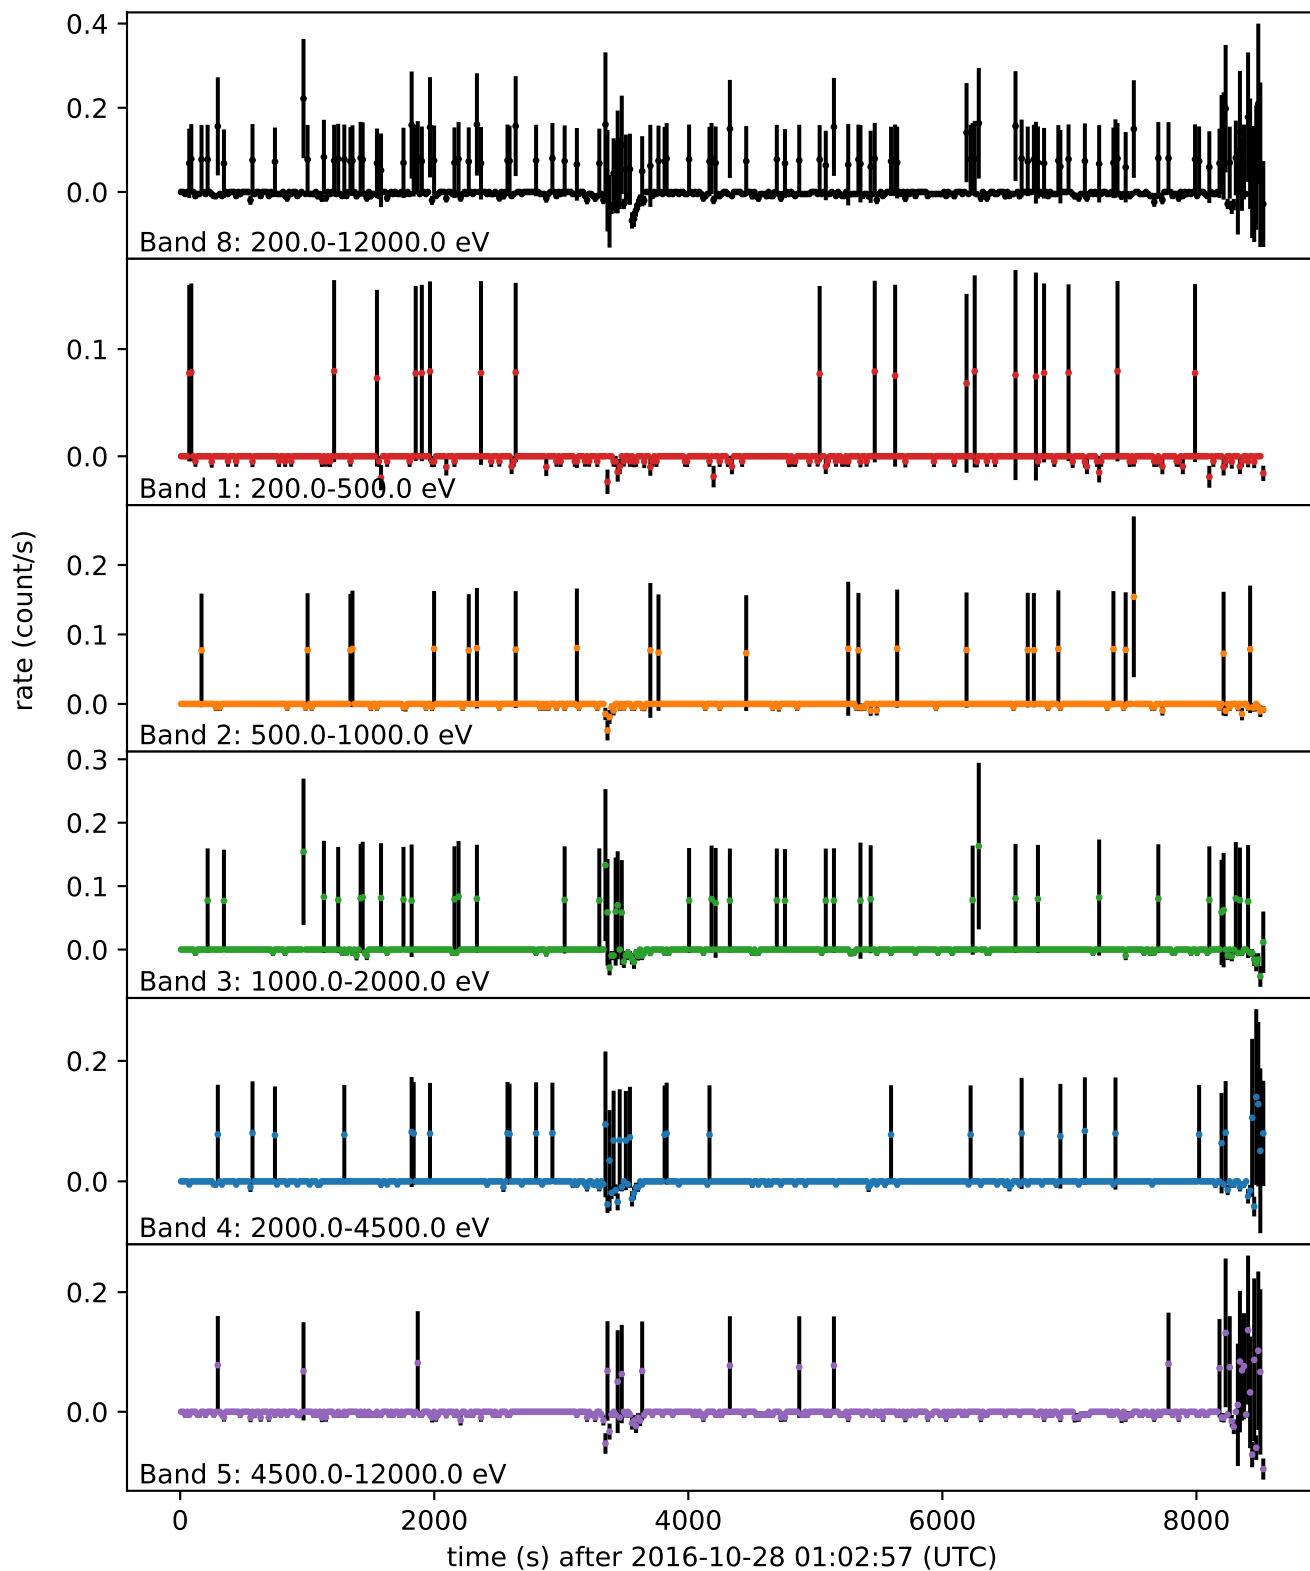 0.4
0.2
0.0
Band 8: 200.0-12000.0 eV
0.1
0.0
Band 1: 200.0-500.0 eV
0.2
0.1
0.0
Band 2: 500.0-1000.0 eV
rate (count/s)
0.3
0.2
0.1
0.0
Band 3: 1000.0-2000.0 eV
0.2
0.0
Band 4: 2000.0-4500.0 eV
0.2
0.0
Band 5: 4500.0-12000.0 eV
0 2000 4000 6000 8000
time (s) after 2016-10-28 01:02:57 (UTC)